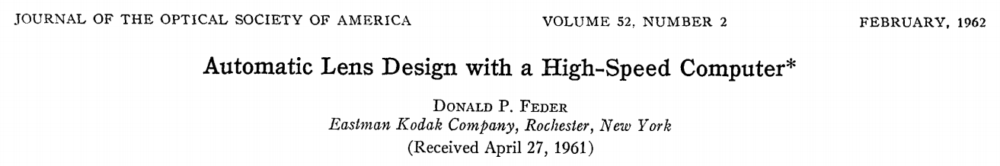 JOURNAL OF THE OPTICAL SOCIETY OF AMERICA VOLUME 52, NUMBER 2 FEBRUARY, 1962
Automatic Lens Design with a High-Speed Computer*
DONALD P. FEDER
Eastman Kodak Company, Rochester, New York
(Received April 27, 1961)